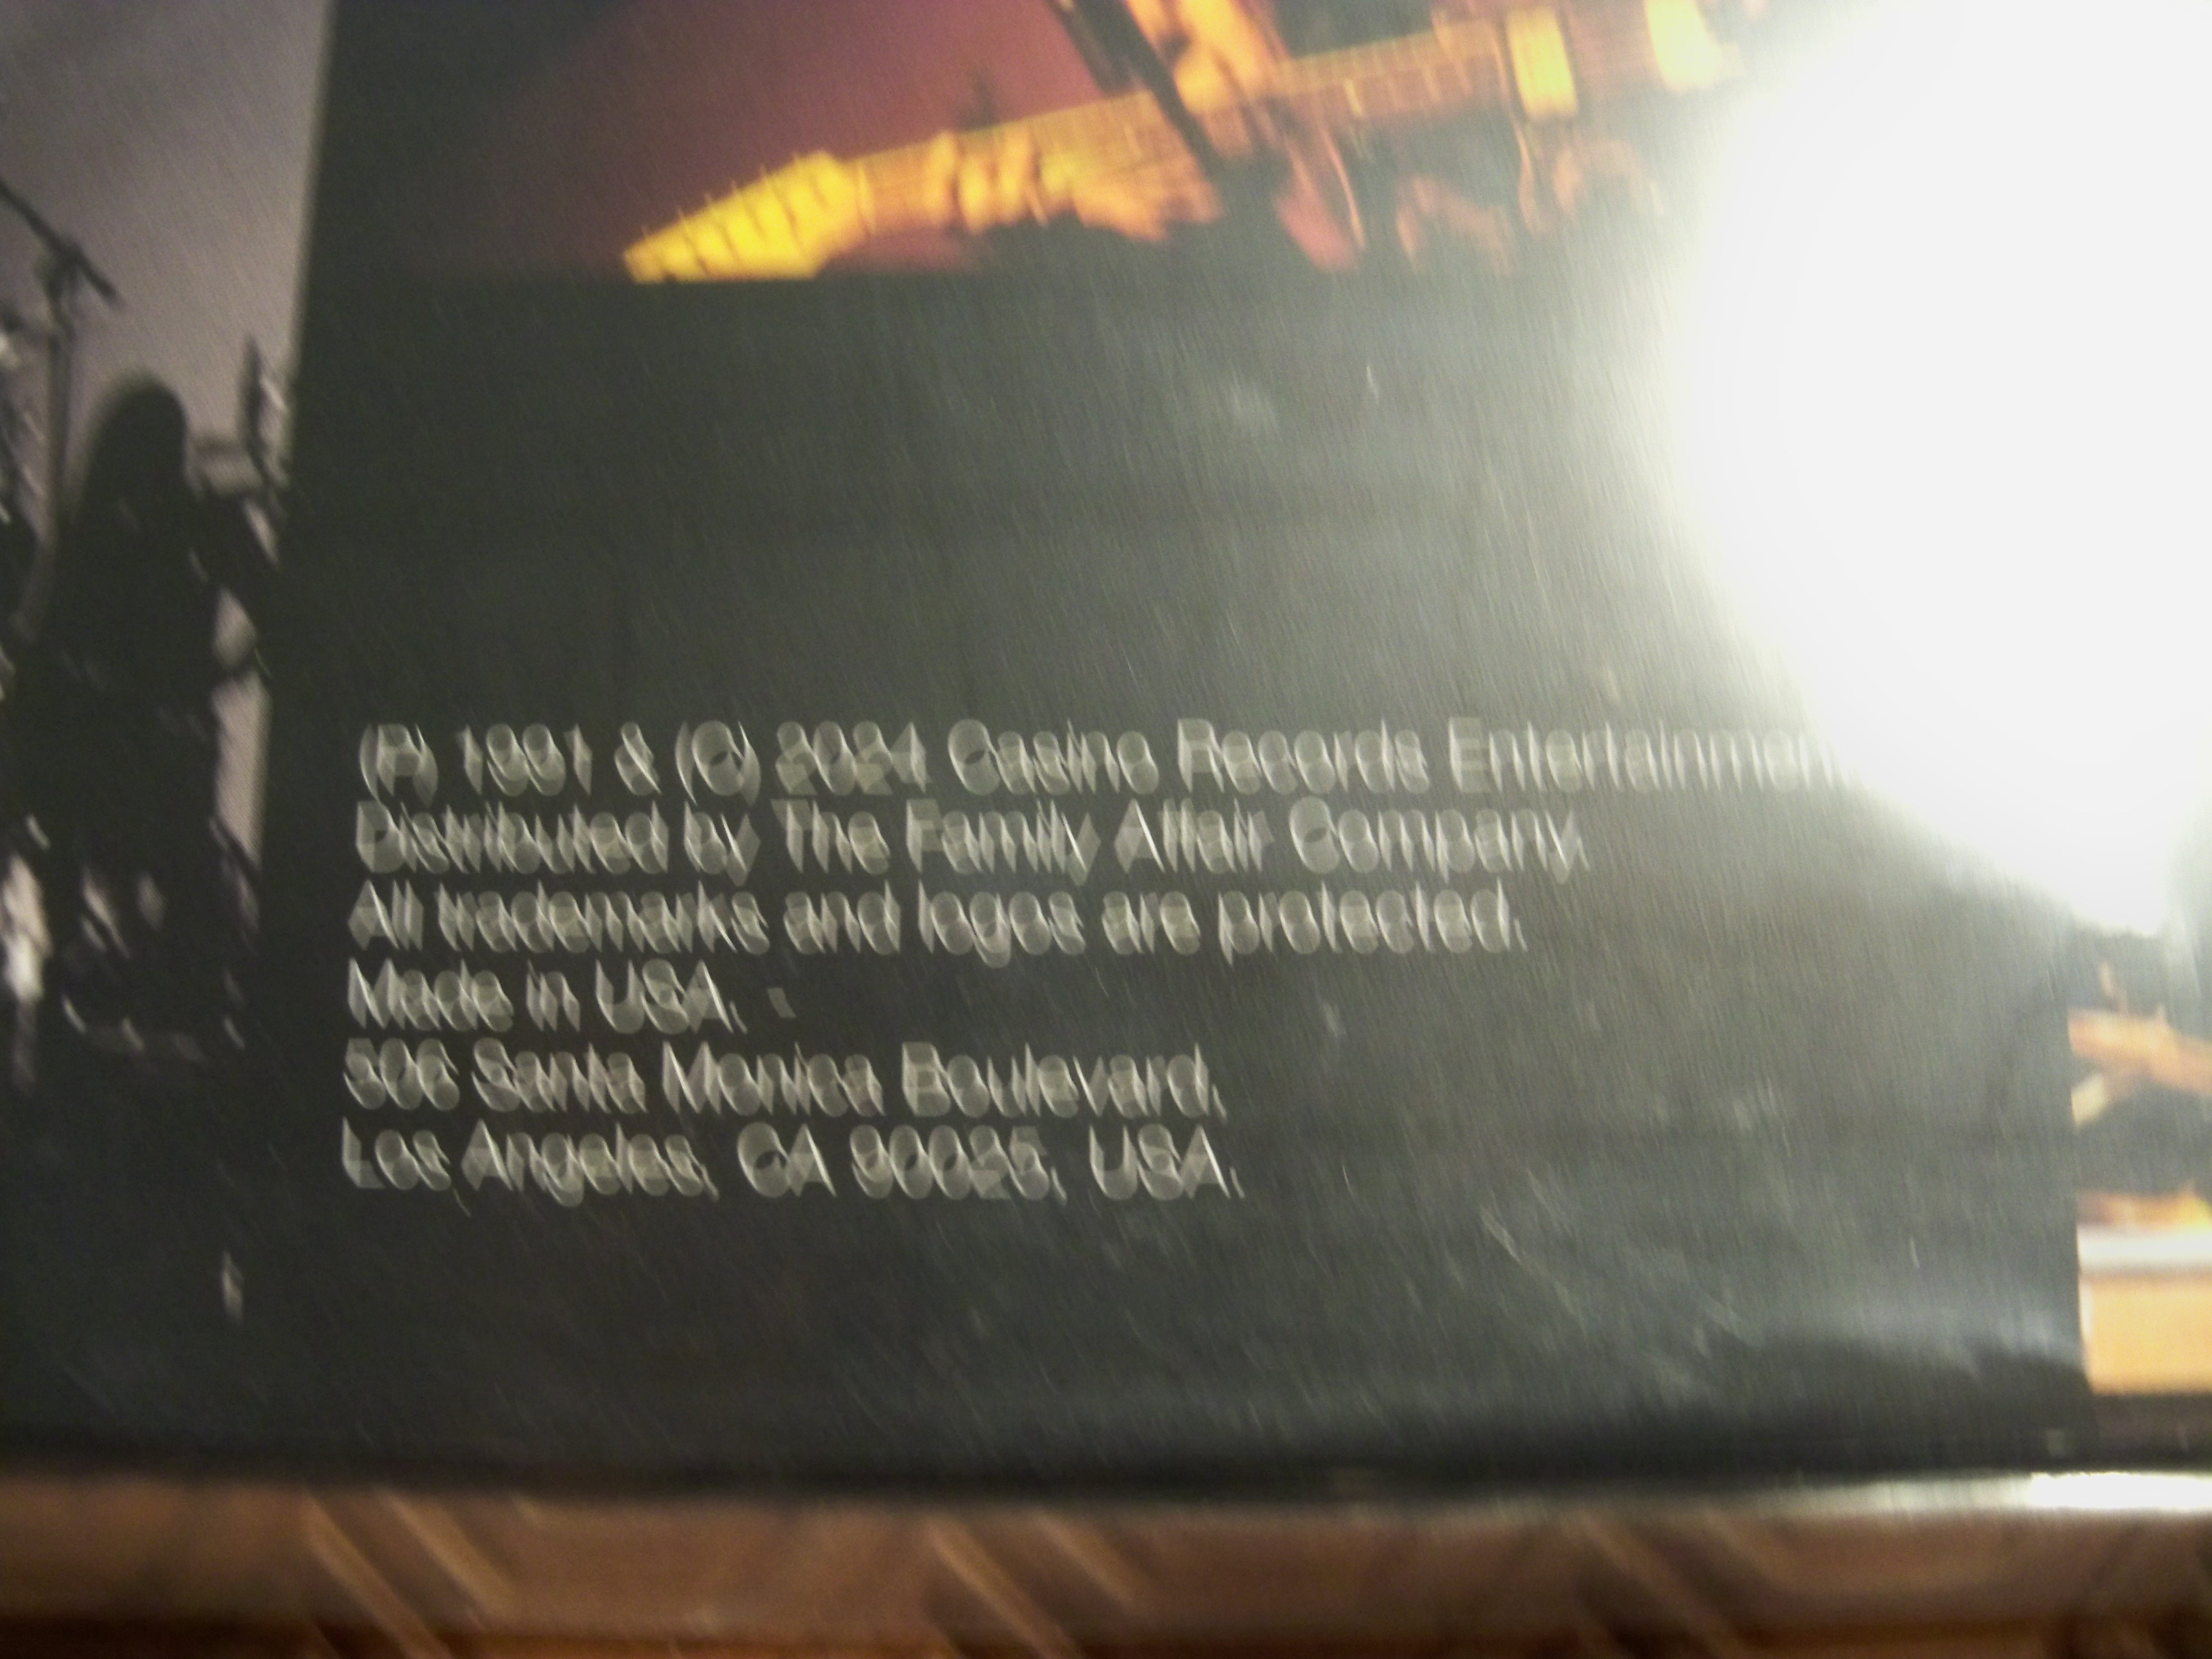 (P) 1991 & (C) 2024 Casino Records Entertainment
Distributed by The Family Affair Company.
All trademarks and logos are protected.
Made in USA.
506 Santa Monica Boulevard,
Los Angeles, CA 90025, USA.